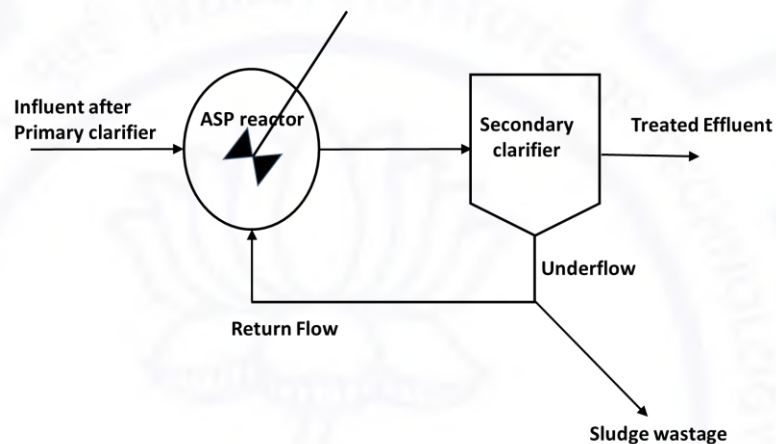 Influent after
Primary clarifier
ASP reactor
Secondary
clarifier
Treated Effluent
Underflow
Return Flow
Sludge wastage